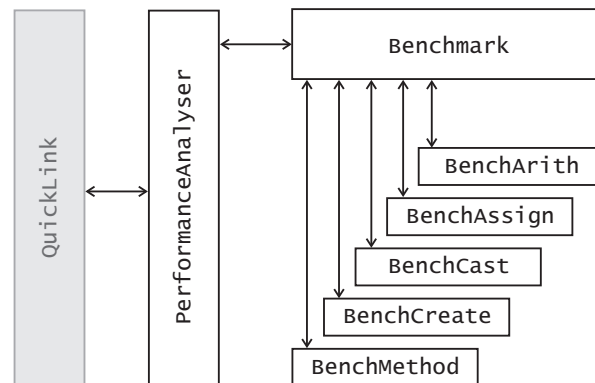 QuickLink
PerformanceAnalyser
Benchmark
BenchArith
BenchAssign
BenchCast
BenchCreate
BenchMethod